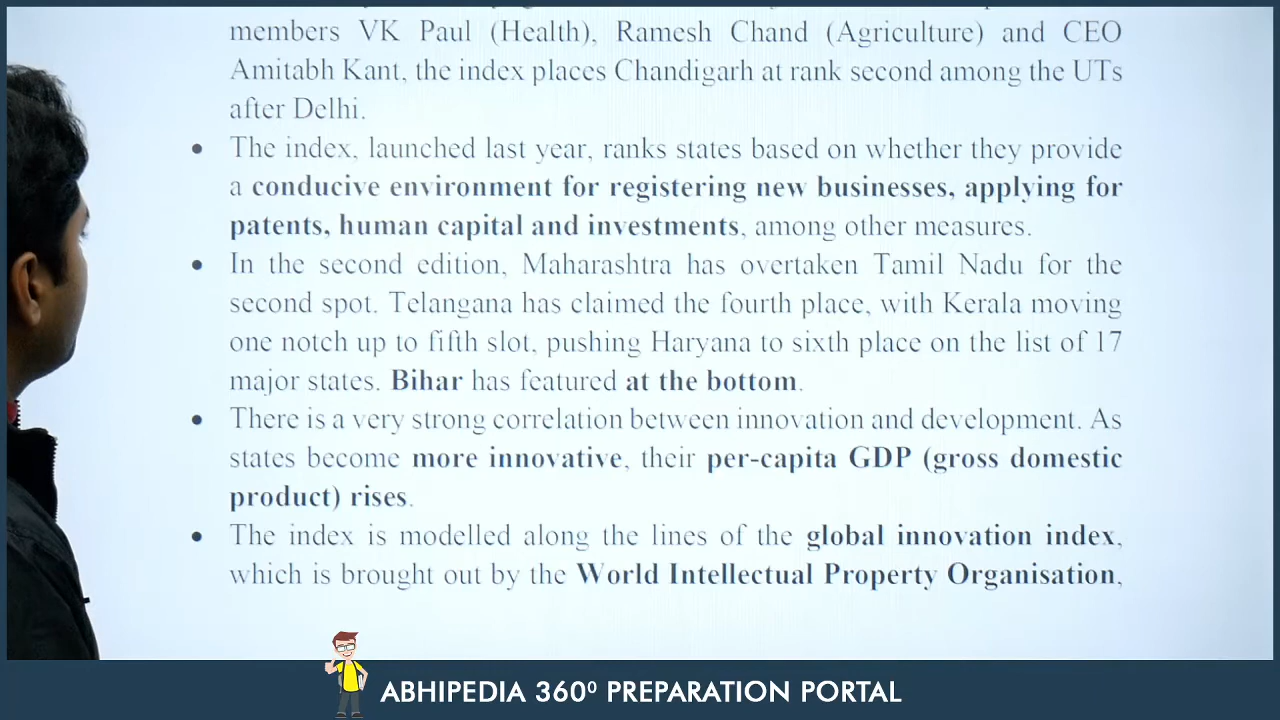 members VK Paul (Health), Ramesh Chand (Agriculture) and CEO
Amitabh Kant, the index places Chandigarh at rank second among the UTs
after Delhi.
• The index, launched last year, ranks states based on whether they provide
a conducive environment for registering new businesses, applying for
patents, human capital and investments, among other measures.
• In the second edition, Maharashtra has overtaken Tamil Nadu for the
second spot. Telangana has claimed the fourth place, with Kerala moving
one notch up to fifth slot, pushing Haryana to sixth place on the list of 17
major states. Bihar has featured at the bottom.
• There is a very strong correlation between innovation and development. As
states become more innovative, their per-capita GDP (gross domestic
product) rises.
• The index is modelled along the lines of the global innovation index,
which is brought out by the World Intellectual Property Organisation,
ABHIPEDIA 360⁰ PREPARATION PORTAL